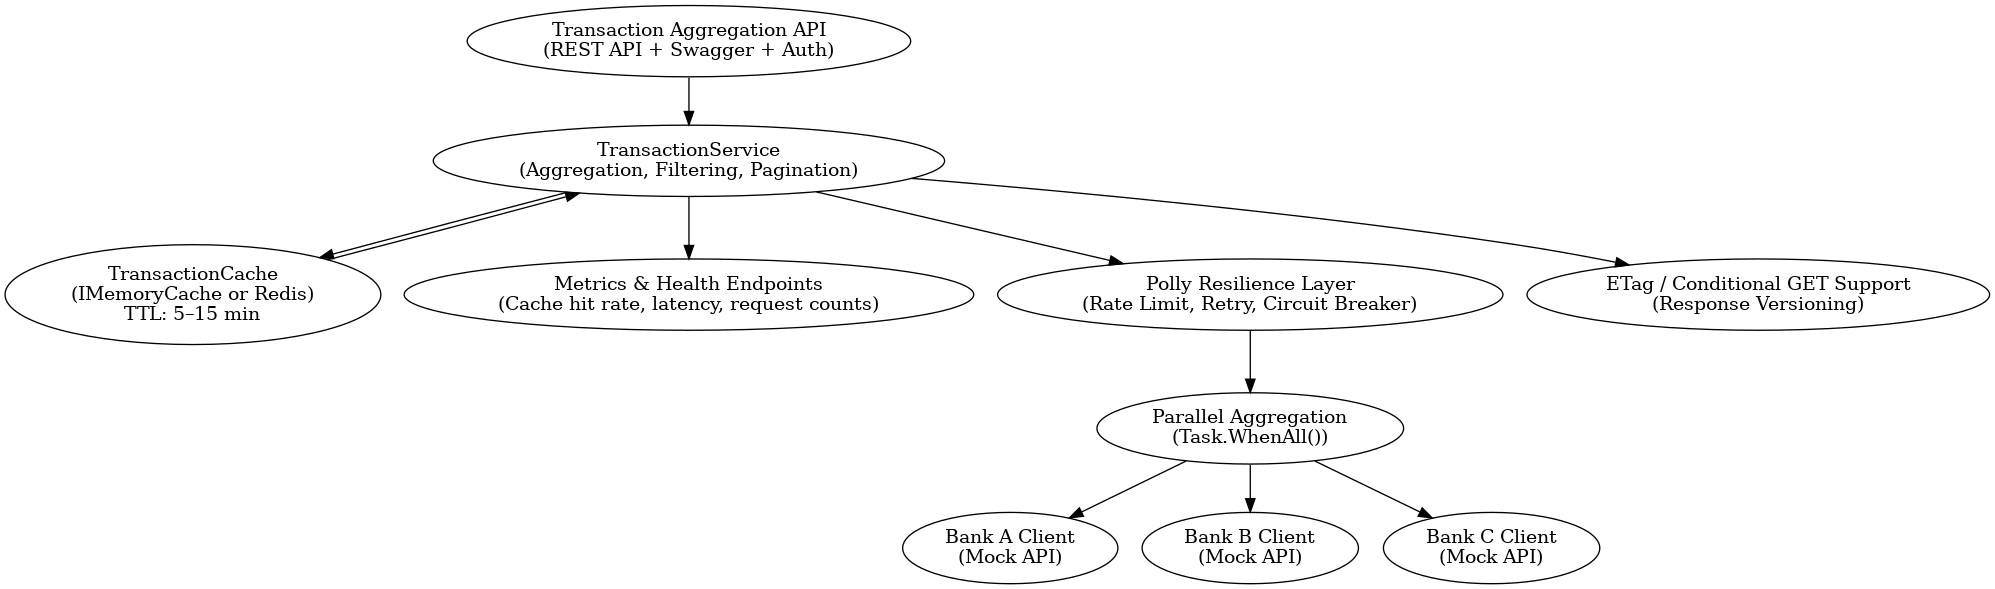 Transaction Aggregation API
(REST API + Swagger + Auth)
TransactionService
(Aggregation, Filtering, Pagination)
TransactionCache
(IMemoryCache or Redis)
TTL: 5–15 min
Metrics & Health Endpoints
(Cache hit rate, latency, request counts)
Polly Resilience Layer
(Rate Limit, Retry, Circuit Breaker)
ETag / Conditional GET Support
(Response Versioning)
Parallel Aggregation
(Task.WhenAll())
Bank A Client
(Mock API)
Bank B Client
(Mock API)
Bank C Client
(Mock API)